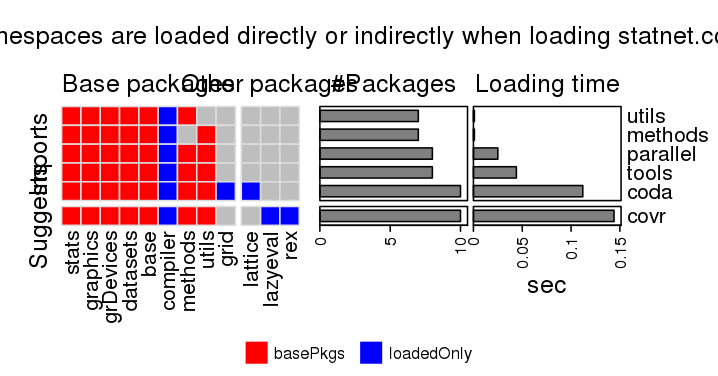 nespaces are loaded directly or indirectly when loading statnet.co
Base packages
Other packages
#Packages
Loading time
Imports
Suggests
utils
methods
parallel
tools
coda
covr
stats
graphics
grDevices
datasets
base
compiler
methods
utils
grid
lattice
lazyeval
rex
0
5
10
0
0.05
0.1
0.15
sec
basePkgs
loadedOnly